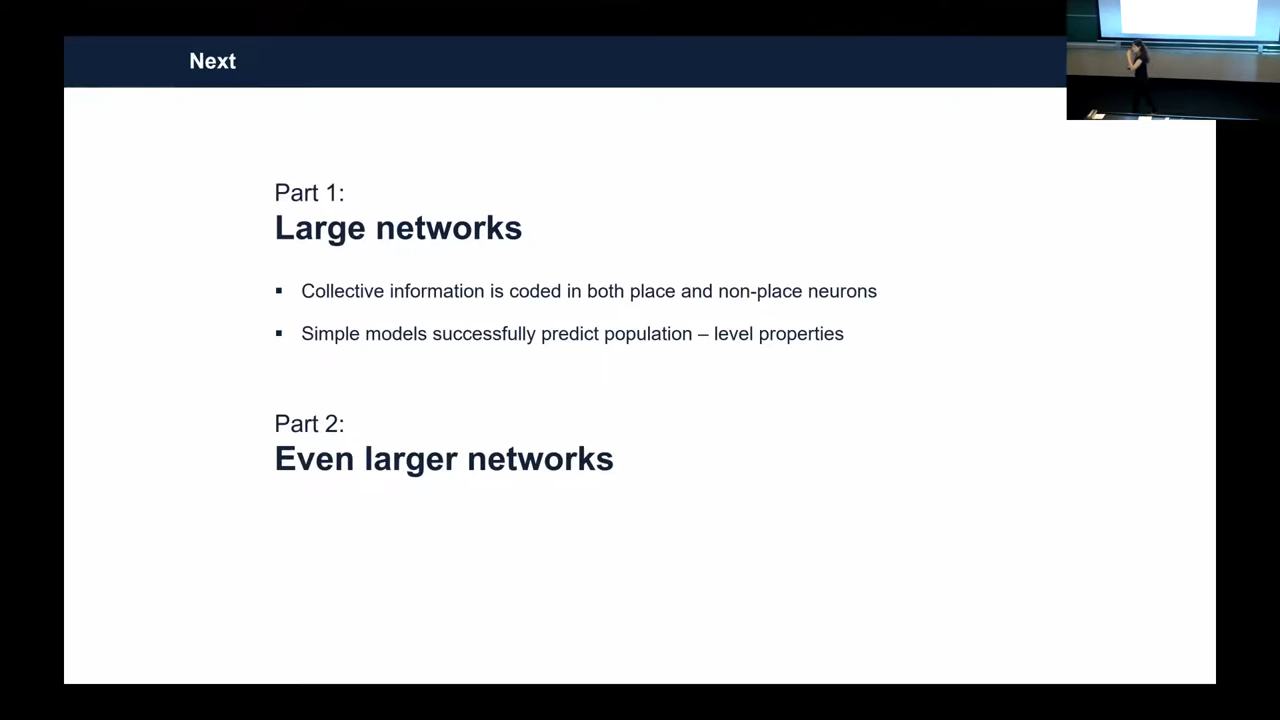 Next
Part 1:
Large networks
▪ Collective information is coded in both place and non-place neurons
▪ Simple models successfully predict population – level properties
Part 2:
Even larger networks